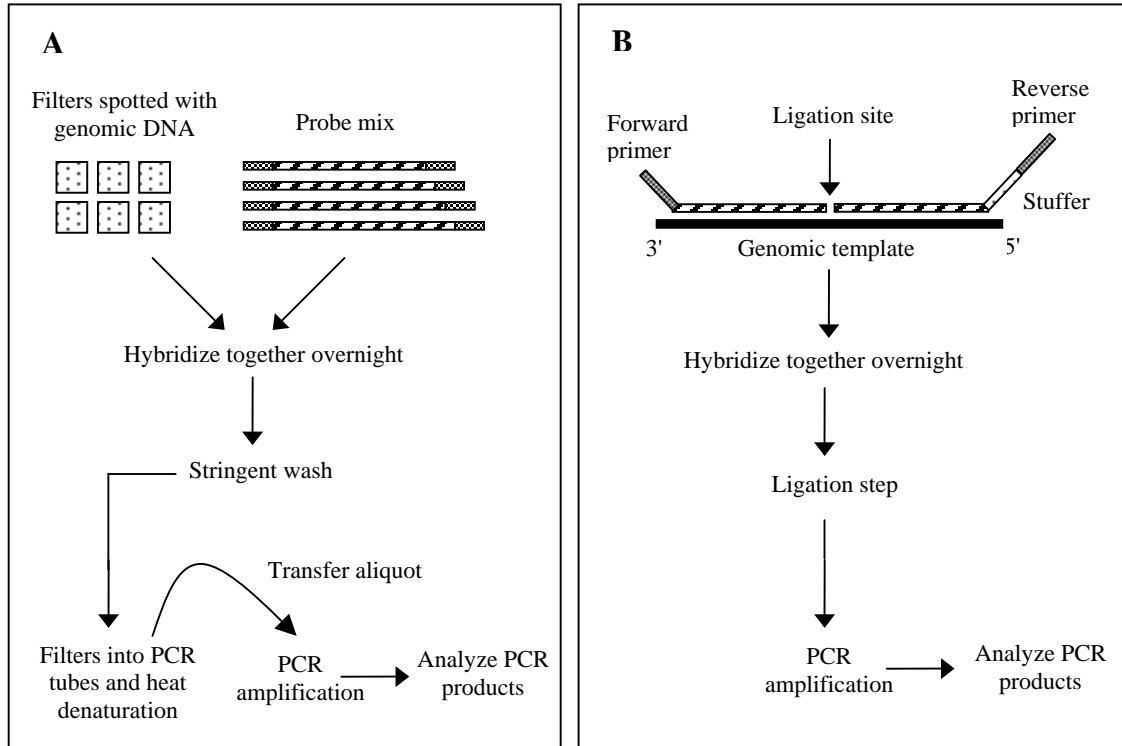 A
Filters spotted with
genomic DNA
Probe mix
Hybridize together overnight
Stringent wash
Transfer aliquot
Filters into PCR
tubes and heat
denaturation
PCR
amplification
Analyze PCR
products
B
Forward
primer
Ligation site
Reverse
primer
Stuffer
3'
Genomic template
5'
Hybridize together overnight
Ligation step
PCR
amplification
Analyze PCR
products